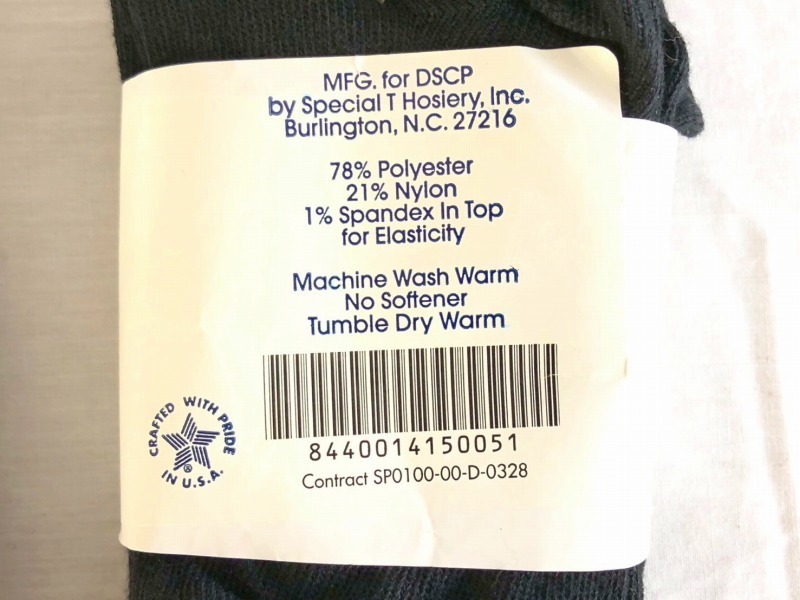 MFG. for DSCP
by Special T Hosiery, Inc.
Burlington, N.C. 27216
78% Polyester
21% Nylon
1% Spandex In Top
for Elasticity
Machine Wash Warm
No Softener
Tumble Dry Warm
8440014150051
Contract SP0100-00-D-0328
CRAFTED WITH PRIDE
IN U.S.A.
®